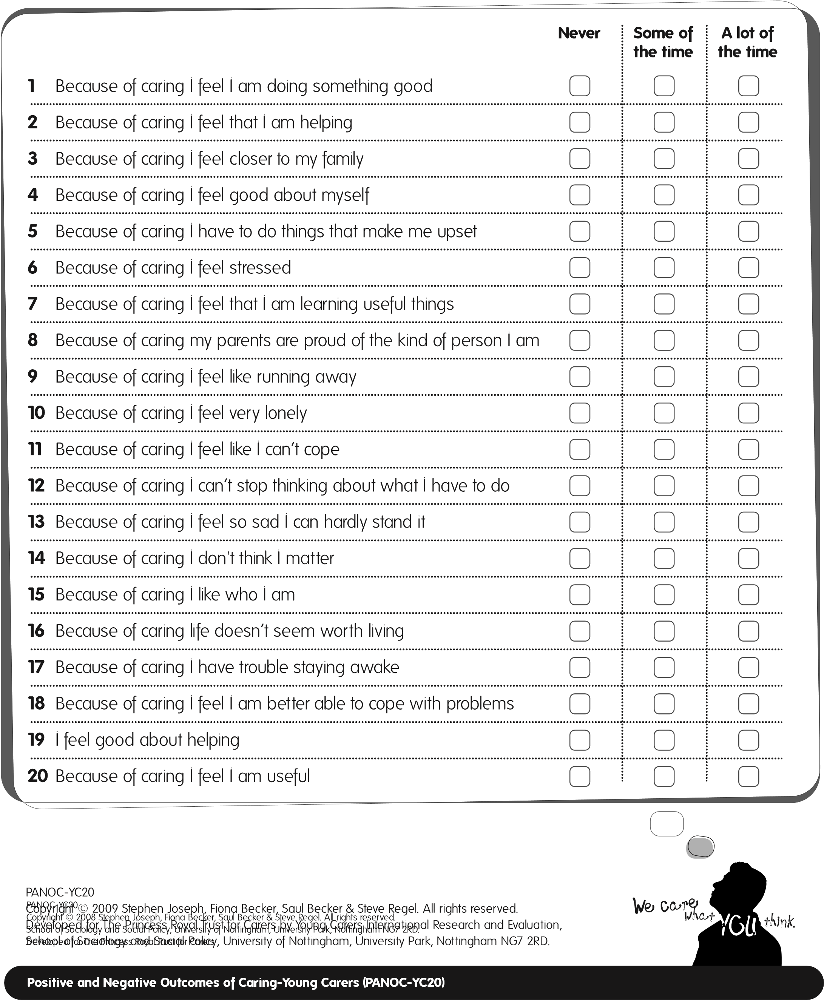 Never
Some of the time
A lot of the time
1 Because of caring I feel I am doing something good
2 Because of caring I feel that I am helping
3 Because of caring I feel closer to my family
4 Because of caring I feel good about myself
5 Because of caring I have to do things that make me upset
6 Because of caring I feel stressed
7 Because of caring I feel that I am learning useful things
8 Because of caring my parents are proud of the kind of person I am
9 Because of caring I feel like running away
10 Because of caring I feel very lonely
11 Because of caring I feel like I can’t cope
12 Because of caring I can’t stop thinking about what I have to do
13 Because of caring I feel so sad I can hardly stand it
14 Because of caring I don't think I matter
15 Because of caring I like who I am
16 Because of caring life doesn’t seem worth living
17 Because of caring I have trouble staying awake
18 Because of caring I feel I am better able to cope with problems
19 I feel good about helping
20 Because of caring I feel I am useful
PANOC-YC20
PANOC-YC20
Copyright © 2009 Stephen Joseph, Fiona Becker, Saul Becker & Steve Regel. All rights reserved.
Copyright © 2008 Stephen Joseph, Fiona Becker, Saul Becker & Steve Regel. All rights reserved.
Developed for The Princess Royal Trust for Carers by Young Carers International Research and Evaluation,
School of Sociology and Social Policy, University of Nottingham, University Park, Nottingham NG7 2RD.
School of Sociology and Social Policy, University of Nottingham, University Park, Nottingham NG7 2RD.
Developed for The Princess Royal Trust for Carers
We care what YOU think.
Positive and Negative Outcomes of Caring-Young Carers (PANOC-YC20)